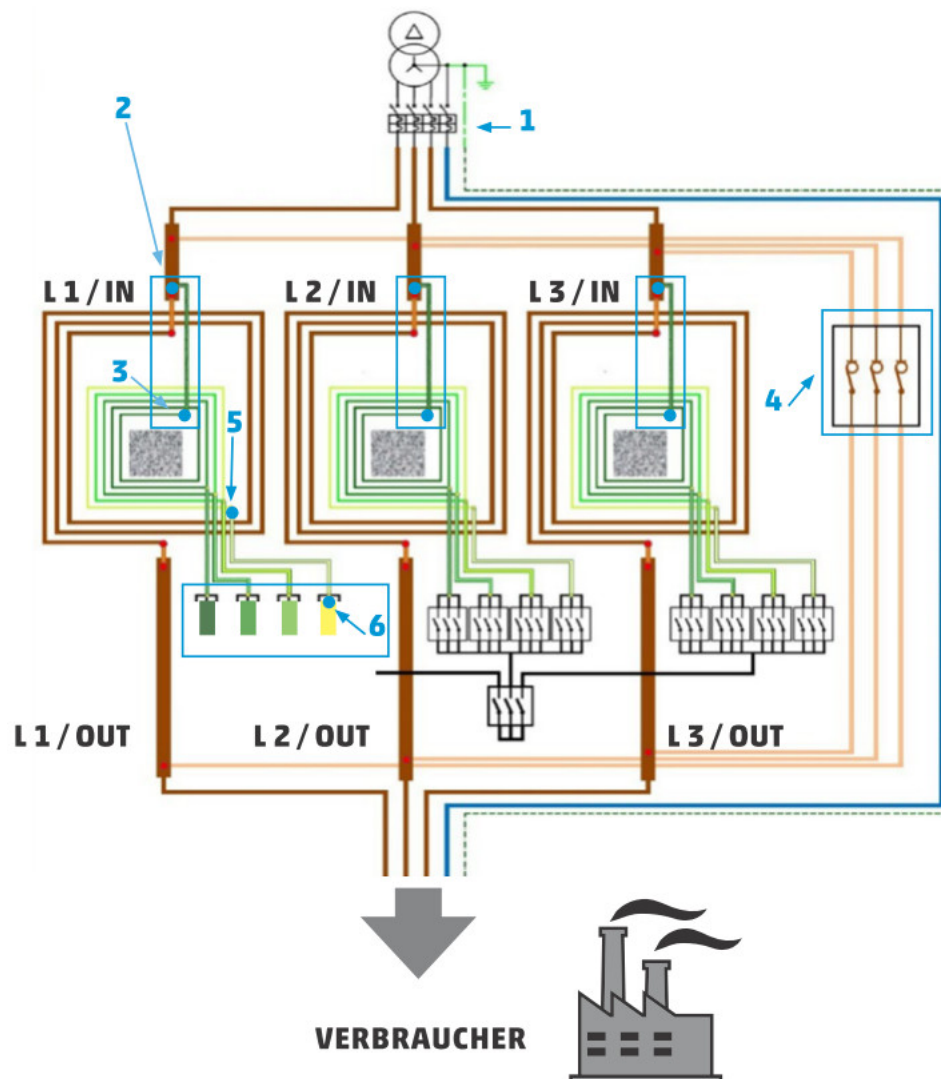 2
1
L 1 / IN
L 2 / IN
L 3 / IN
3
4
5
6
L 1 / OUT
L 2 / OUT
L 3 / OUT
VERBRAUCHER